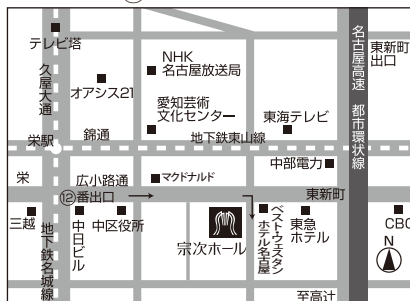 テレビ塔
久屋大通
オアシス21
NHK
名古屋放送局
愛知芸術
文化センター
東海テレビ
名古屋高速 都市環状線
東新町
出口
栄駅
錦通
地下鉄東山線
中部電力
栄
広小路通
マクドナルド
東新町
⑫番出口
三越
地下鉄名城線
中日ビル
中区役所
宗次ホール
ベストウェスタン
ホテル名古屋
東急
ホテル
CBC
N
至高辻